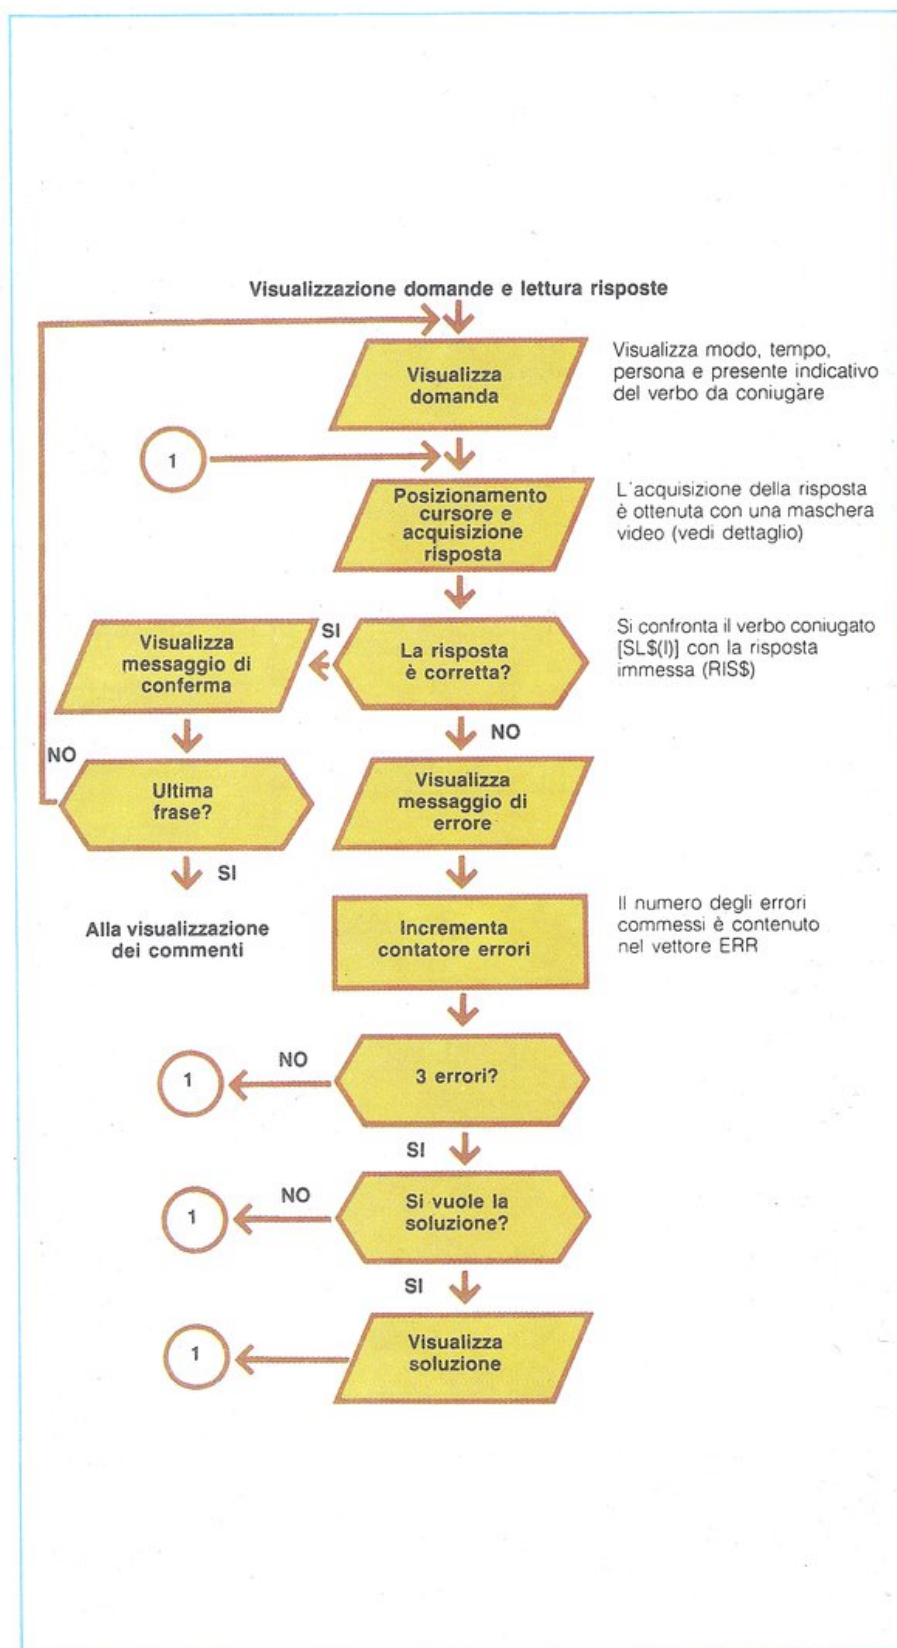 Visualizzazione domande e lettura risposte
Visualizza
domanda
Visualizza modo, tempo,
persona e presente indicativo
del verbo da coniugare
1
Posizionamento
cursore e
acquisizione
risposta
L'acquisizione della risposta
è ottenuta con una maschera
video (vedi dettaglio)
Visualizza
messaggio di
conferma
SI
La risposta
è corretta?
Si confronta il verbo coniugato
[SL$(I)] con la risposta
immessa (RIS$)
NO
NO
Ultima
frase?
Visualizza
messaggio di
errore
SI
Alla visualizzazione
dei commenti
Incrementa
contatore errori
Il numero degli errori
commessi è contenuto
nel vettore ERR
1
NO
3 errori?
SI
1
NO
Si vuole la
soluzione?
SI
1
Visualizza
soluzione